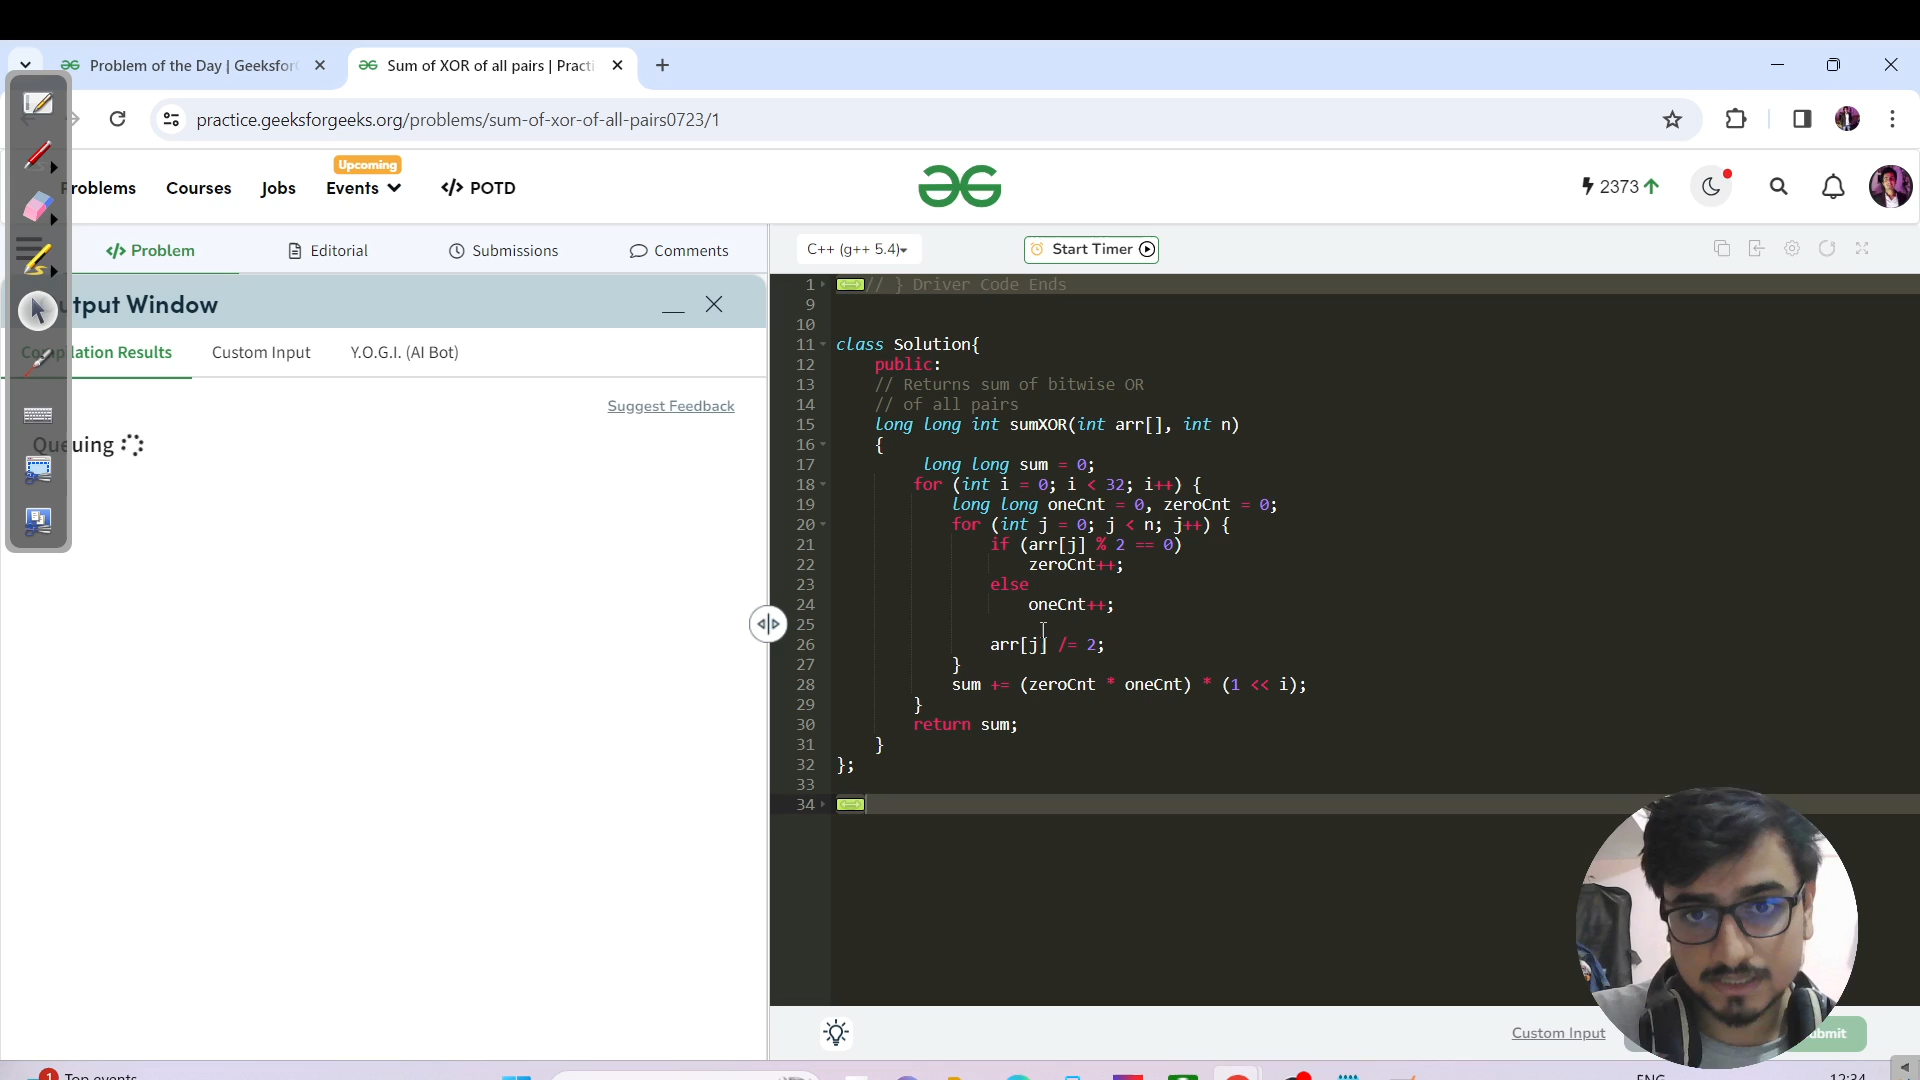 Problem of the Day | Geeksfor
Sum of XOR of all pairs | Practi
practice.geeksforgeeks.org/problems/sum-of-xor-of-all-pairs0723/1
roblems
Courses
Jobs
Upcoming
Events
</> POTD
2373
</> Problem
Editorial
Submissions
Comments
C++ (g++ 5.4)
Start Timer
utput Window
Compilation Results
Custom Input
Y.O.G.I. (AI Bot)
Suggest Feedback
Queuing
1 // } Driver Code Ends
9
10
11 class Solution{
12 public:
13 // Returns sum of bitwise OR
14 // of all pairs
15 long long int sumXOR(int arr[], int n)
16 {
17 long long sum = 0;
18 for (int i = 0; i < 32; i++) {
19 long long oneCnt = 0, zeroCnt = 0;
20 for (int j = 0; j < n; j++) {
21 if (arr[j] % 2 == 0)
22 zeroCnt++;
23 else
24 oneCnt++;
25
26 arr[j] /= 2;
27 }
28 sum += (zeroCnt * oneCnt) * (1 << i);
29 }
30 return sum;
31 }
32 };
33
34
Custom Input
ubmit
1
Top events
ENG
12:34